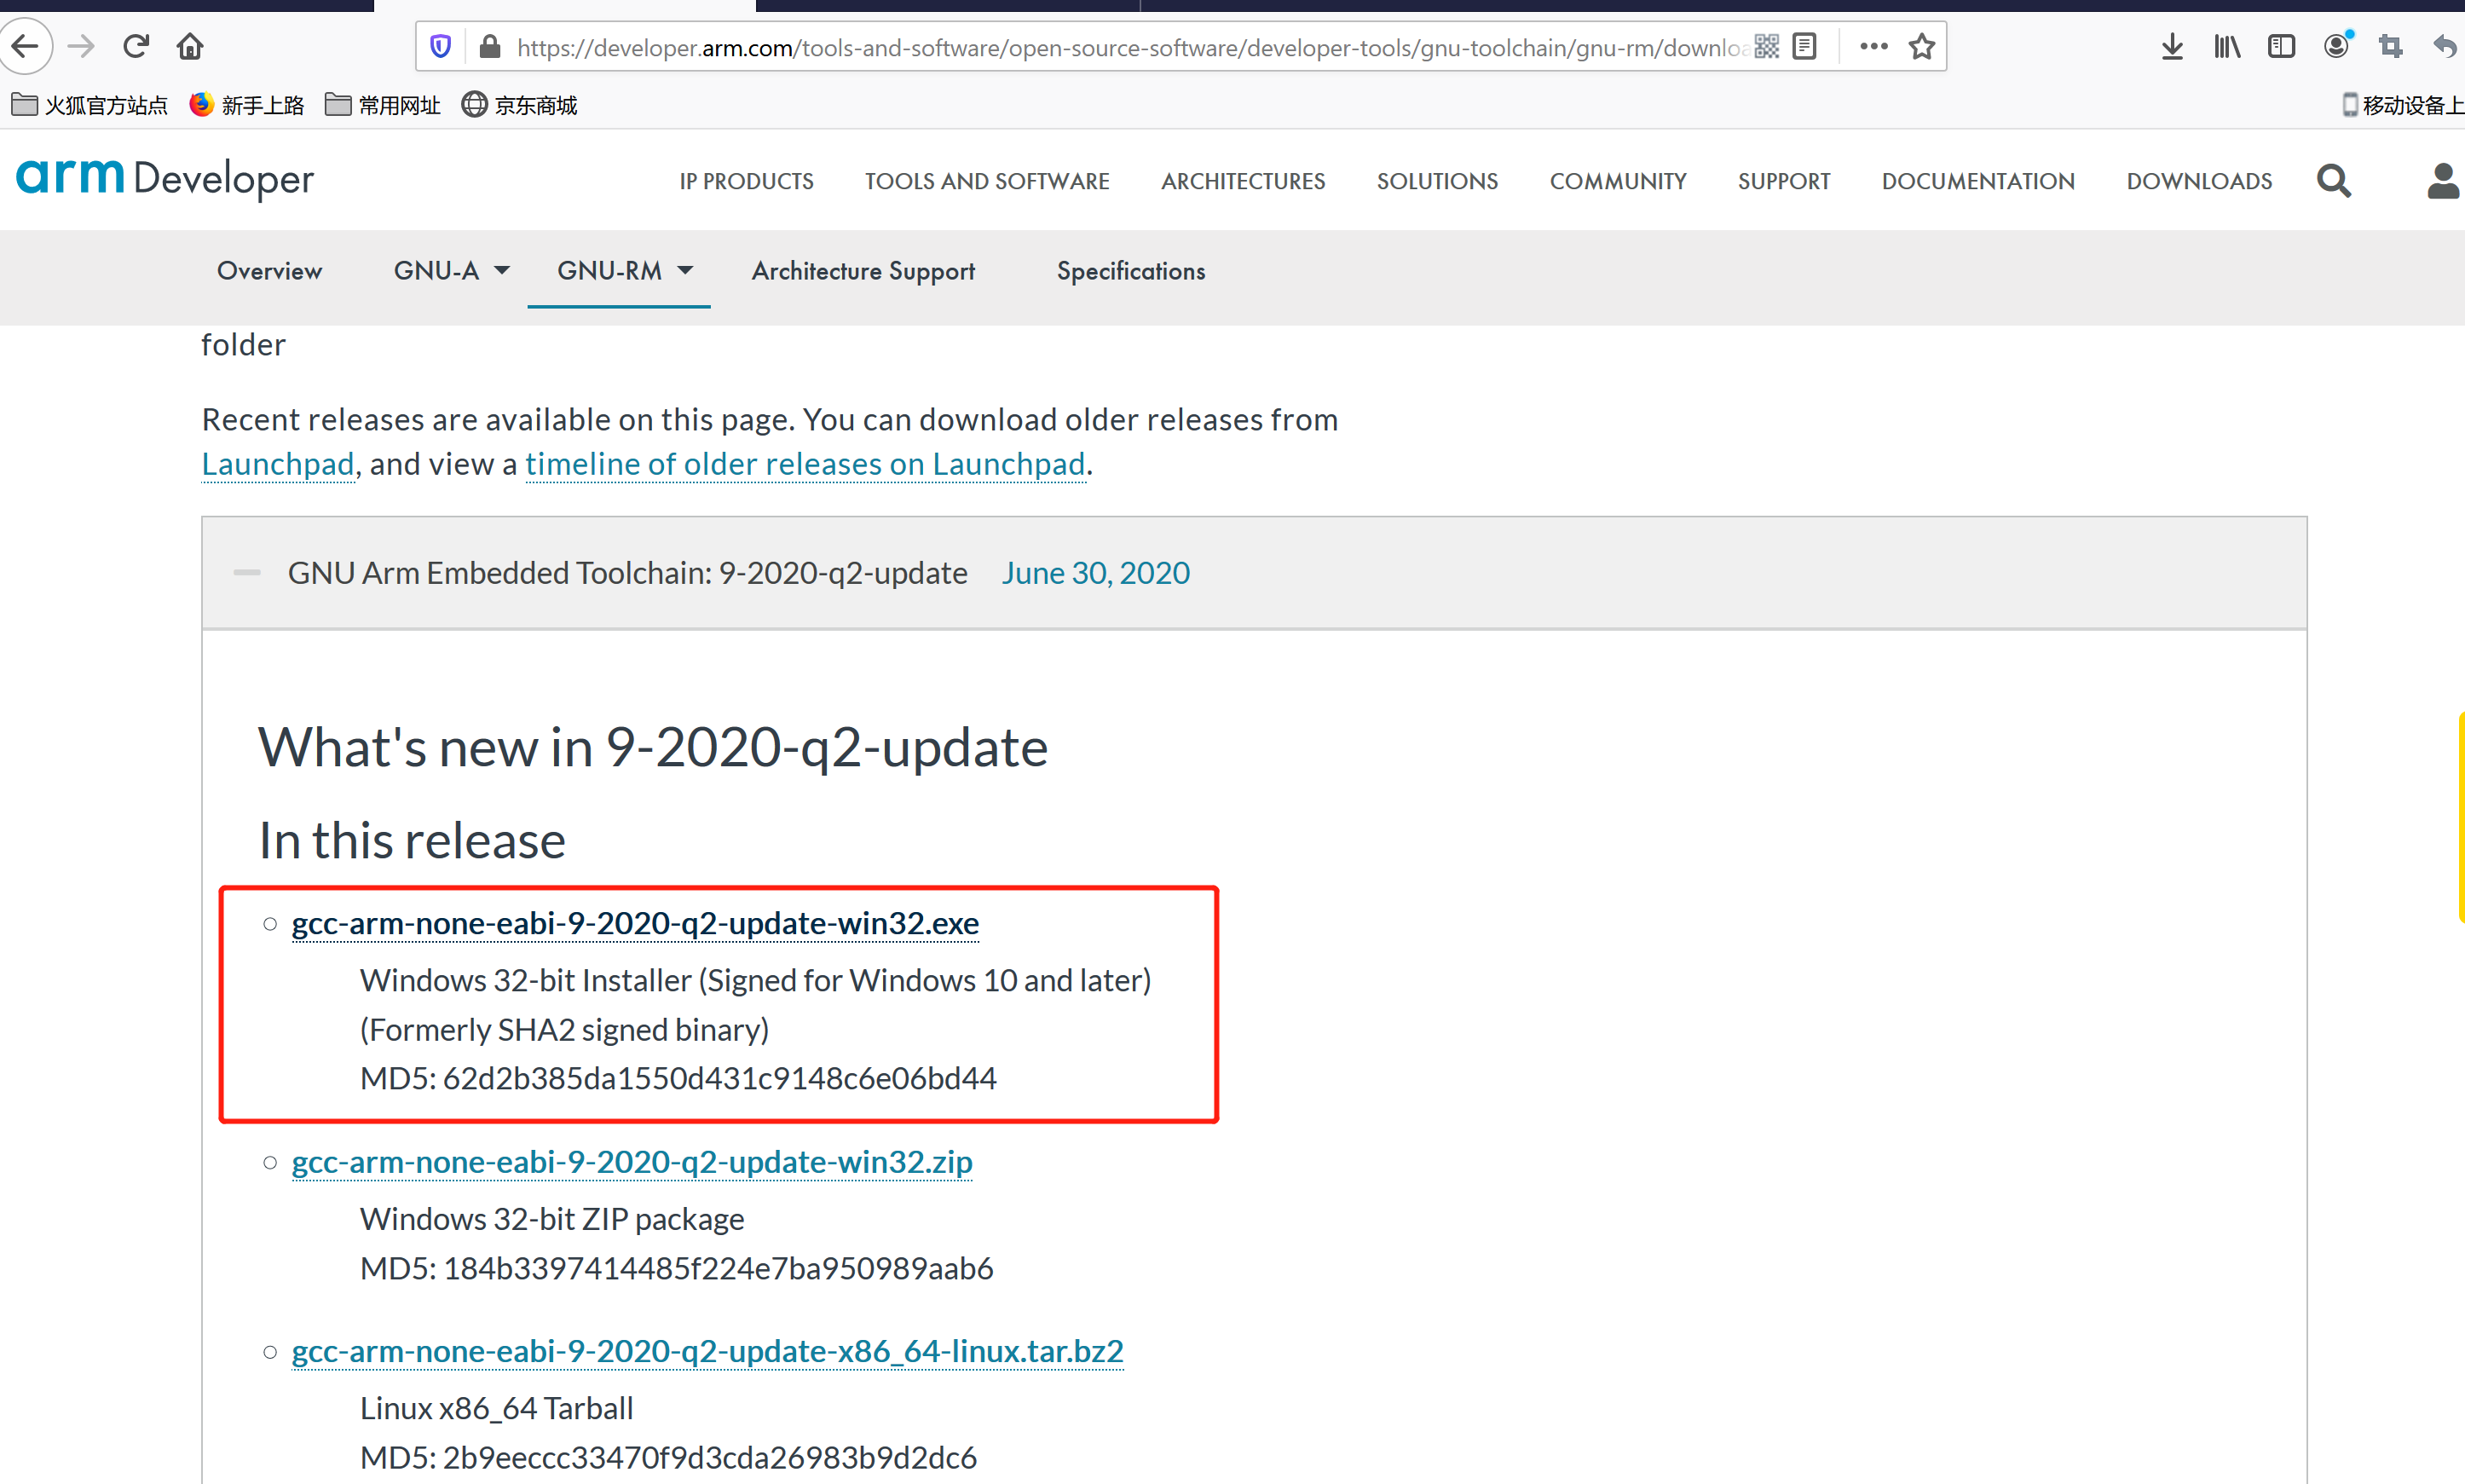 https://developer.arm.com/tools-and-software/open-source-software/developer-tools/gnu-toolchain/gnu-rm/downloa
火狐官方站点 新手上路 常用网址 京东商城 移动设备上
arm Developer IP PRODUCTS TOOLS AND SOFTWARE ARCHITECTURES SOLUTIONS COMMUNITY SUPPORT DOCUMENTATION DOWNLOADS
Overview GNU-A GNU-RM Architecture Support Specifications
folder
Recent releases are available on this page. You can download older releases from
Launchpad, and view a timeline of older releases on Launchpad.
GNU Arm Embedded Toolchain: 9-2020-q2-update June 30, 2020
What's new in 9-2020-q2-update
In this release
gcc-arm-none-eabi-9-2020-q2-update-win32.exe
Windows 32-bit Installer (Signed for Windows 10 and later)
(Formerly SHA2 signed binary)
MD5: 62d2b385da1550d431c9148c6e06bd44
gcc-arm-none-eabi-9-2020-q2-update-win32.zip
Windows 32-bit ZIP package
MD5: 184b3397414485f224e7ba950989aab6
gcc-arm-none-eabi-9-2020-q2-update-x86_64-linux.tar.bz2
Linux x86_64 Tarball
MD5: 2b9eeccc33470f9d3cda26983b9d2dc6